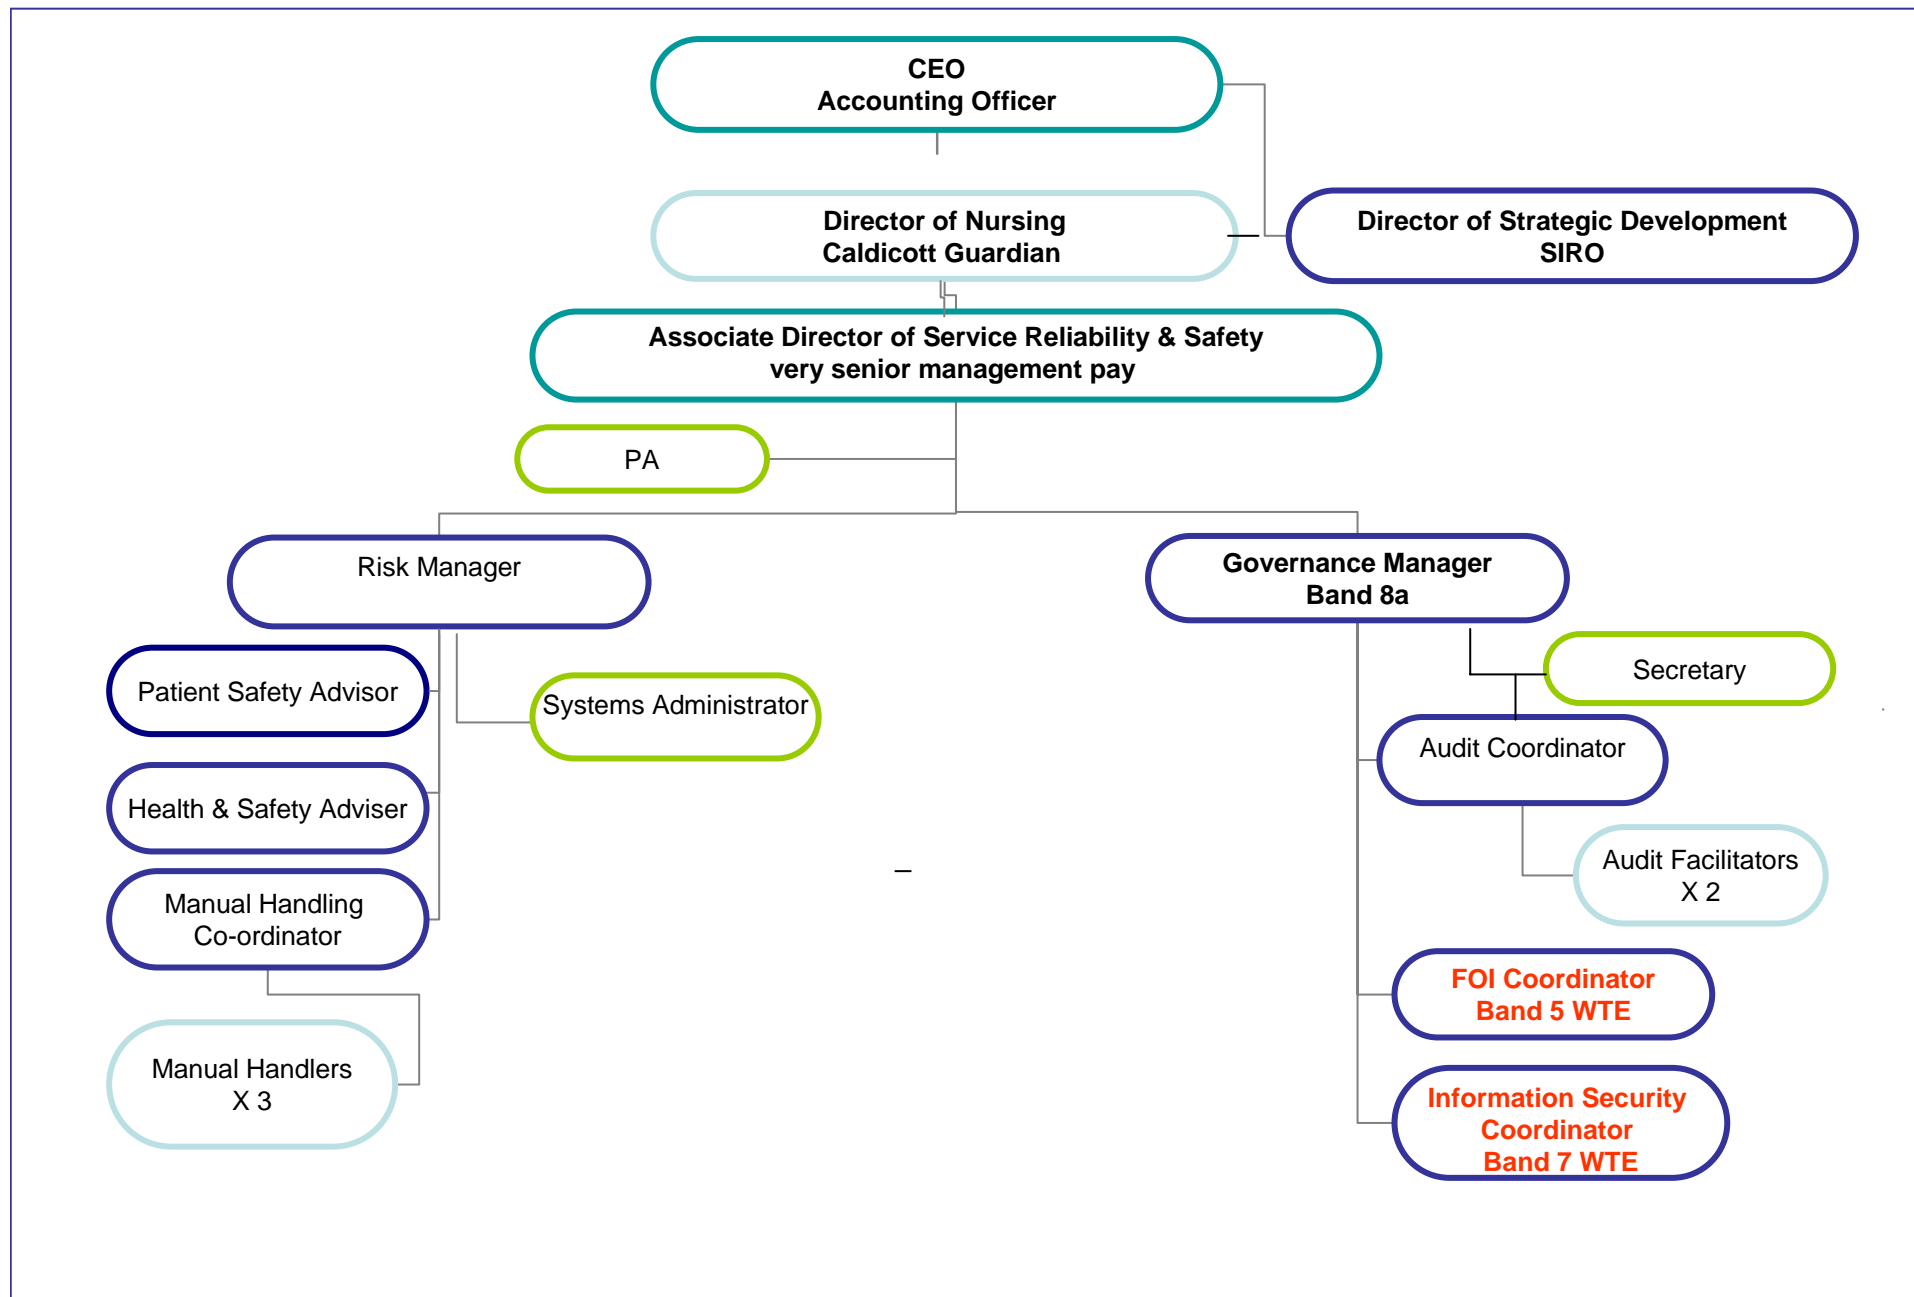 CEO
Accounting Officer
Director of Nursing
Caldicott Guardian
Director of Strategic Development
SIRO
Associate Director of Service Reliability & Safety
very senior management pay
PA
Risk Manager
Governance Manager
Band 8a
Patient Safety Advisor
Systems Administrator
Secretary
Audit Coordinator
Health & Safety Adviser
Audit Facilitators
X 2
Manual Handling
Co-ordinator
FOI Coordinator
Band 5 WTE
Manual Handlers
X 3
Information Security
Coordinator
Band 7 WTE